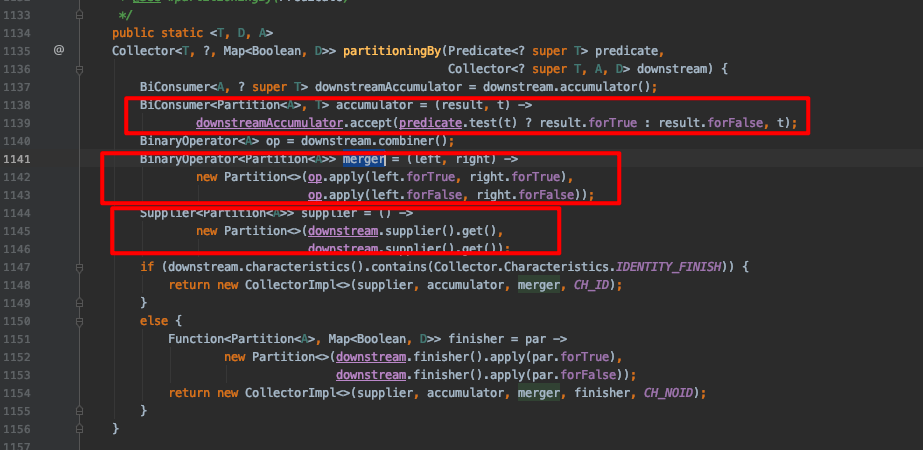 1133 */
1134 public static <T, D, A>
1135 @ Collector<T, ?, Map<Boolean, D>> partitioningBy(Predicate<? super T> predicate,
1136 Collector<? super T, A, D> downstream) {
1137 BiConsumer<A, ? super T> downstreamAccumulator = downstream.accumulator();
1138 BiConsumer<Partition<A>, T> accumulator = (result, t) ->
1139 downstreamAccumulator.accept(predicate.test(t) ? result.forTrue : result.forFalse, t);
1140 BinaryOperator<A> op = downstream.combiner();
1141 BinaryOperator<Partition<A>> merger = (left, right) ->
1142 new Partition<>(op.apply(left.forTrue, right.forTrue),
1143 op.apply(left.forFalse, right.forFalse));
1144 Supplier<Partition<A>> supplier = () ->
1145 new Partition<>(downstream.supplier().get(),
1146 downstream.supplier().get());
1147 if (downstream.characteristics().contains(Collector.Characteristics.IDENTITY_FINISH)) {
1148 return new CollectorImpl<>(supplier, accumulator, merger, CH_ID);
1149 }
1150 else {
1151 Function<Partition<A>, Map<Boolean, D>> finisher = par ->
1152 new Partition<>(downstream.finisher().apply(par.forTrue),
1153 downstream.finisher().apply(par.forFalse));
1154 return new CollectorImpl<>(supplier, accumulator, merger, finisher, CH_NOID);
1155 }
1156 }
1157